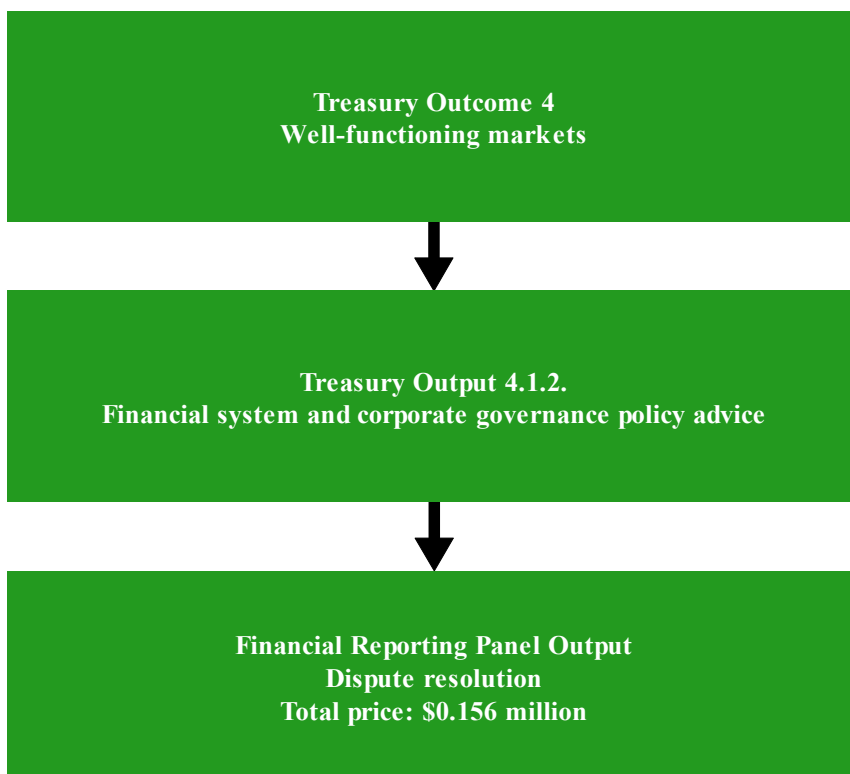 Treasury Outcome 4
Well-functioning markets
Treasury Output 4.1.2.
Financial system and corporate governance policy advice
Financial Reporting Panel Output
Dispute resolution
Total price: $0.156 million